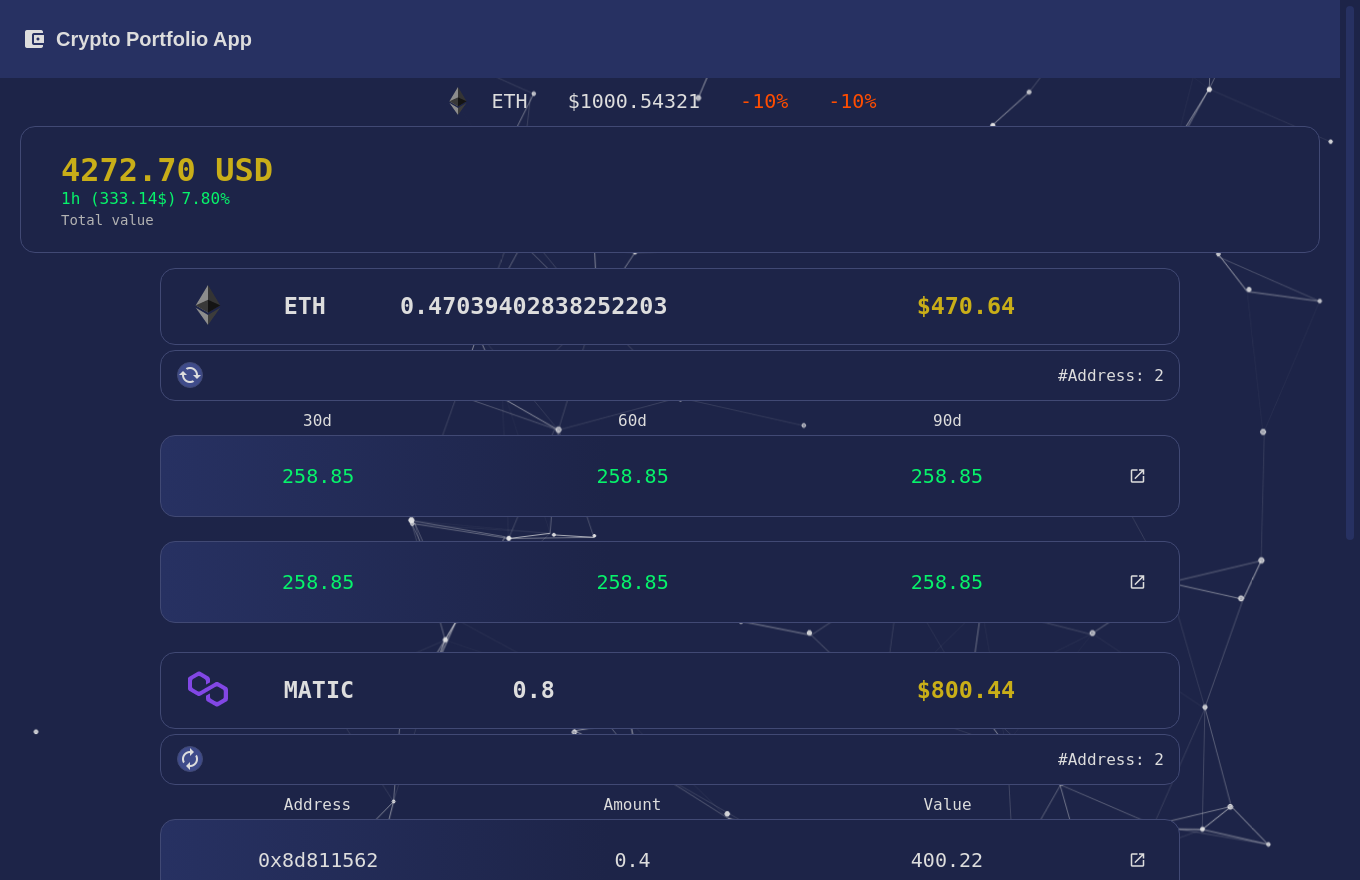 Crypto Portfolio App
ETH $1000.54321 -10% -10%
4272.70 USD
1h (333.14$) 7.80%
Total value
ETH 0.47039402838252203 $470.64
#Address: 2
30d 60d 90d
258.85 258.85 258.85
258.85 258.85 258.85
MATIC 0.8 $800.44
#Address: 2
Address Amount Value
0x8d811562 0.4 400.22